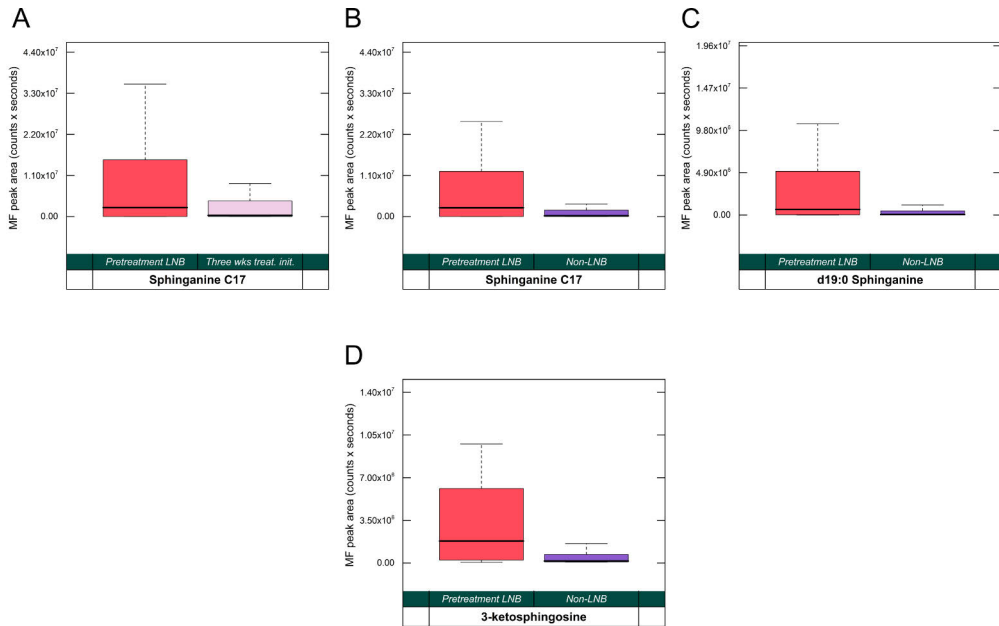 A
MF peak area (counts x seconds)
4.40x10⁷
3.30x10⁷
2.20x10⁷
1.10x10⁷
0.00
Pretreatment LNB Three wks treat. init.
Sphinganine C17
B
MF peak area (counts x seconds)
4.40x10⁷
3.30x10⁷
2.20x10⁷
1.10x10⁷
0.00
Pretreatment LNB Non-LNB
Sphinganine C17
C
MF peak area (counts x seconds)
1.96x10⁷
1.47x10⁷
9.80x10⁶
4.90x10⁶
0.00
Pretreatment LNB Non-LNB
d19:0 Sphinganine
D
MF peak area (counts x seconds)
1.40x10⁷
1.05x10⁷
7.00x10⁶
3.50x10⁶
0.00
Pretreatment LNB Non-LNB
3-ketosphingosine